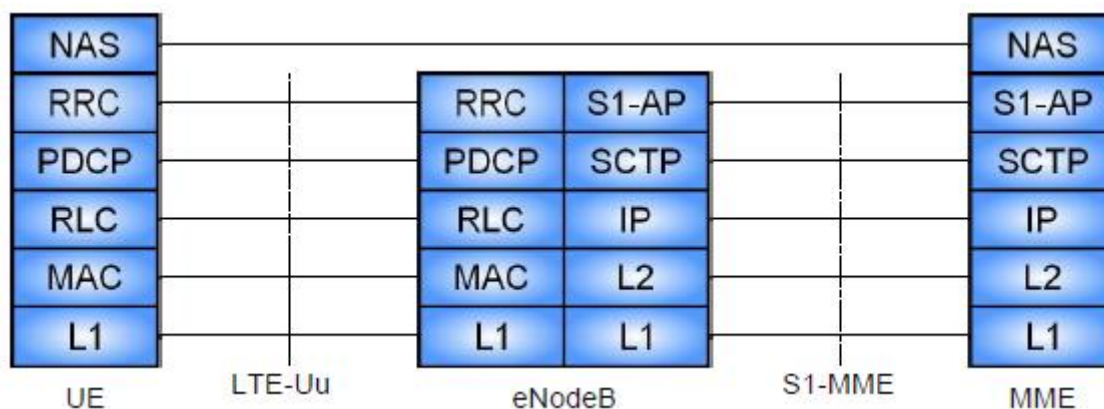 NAS NAS
RRC RRC S1-AP S1-AP
PDCP PDCP SCTP SCTP
RLC RLC IP IP
MAC MAC L2 L2
L1 L1 L1 L1
LTE-Uu S1-MME
UE eNodeB MME